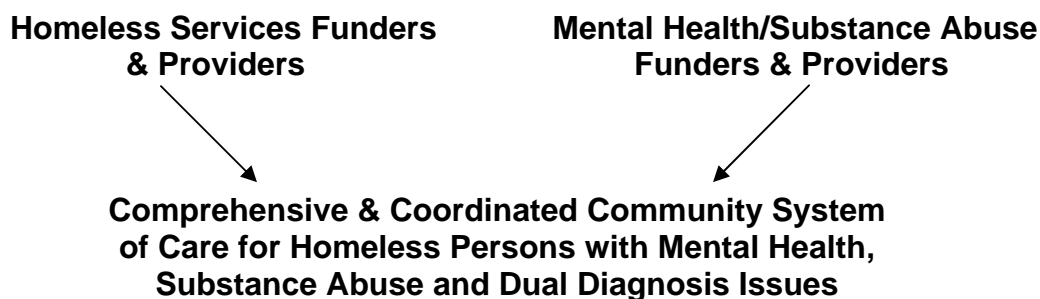 Homeless Services Funders
& Providers
Mental Health/Substance Abuse
Funders & Providers
Comprehensive & Coordinated Community System
of Care for Homeless Persons with Mental Health,
Substance Abuse and Dual Diagnosis Issues